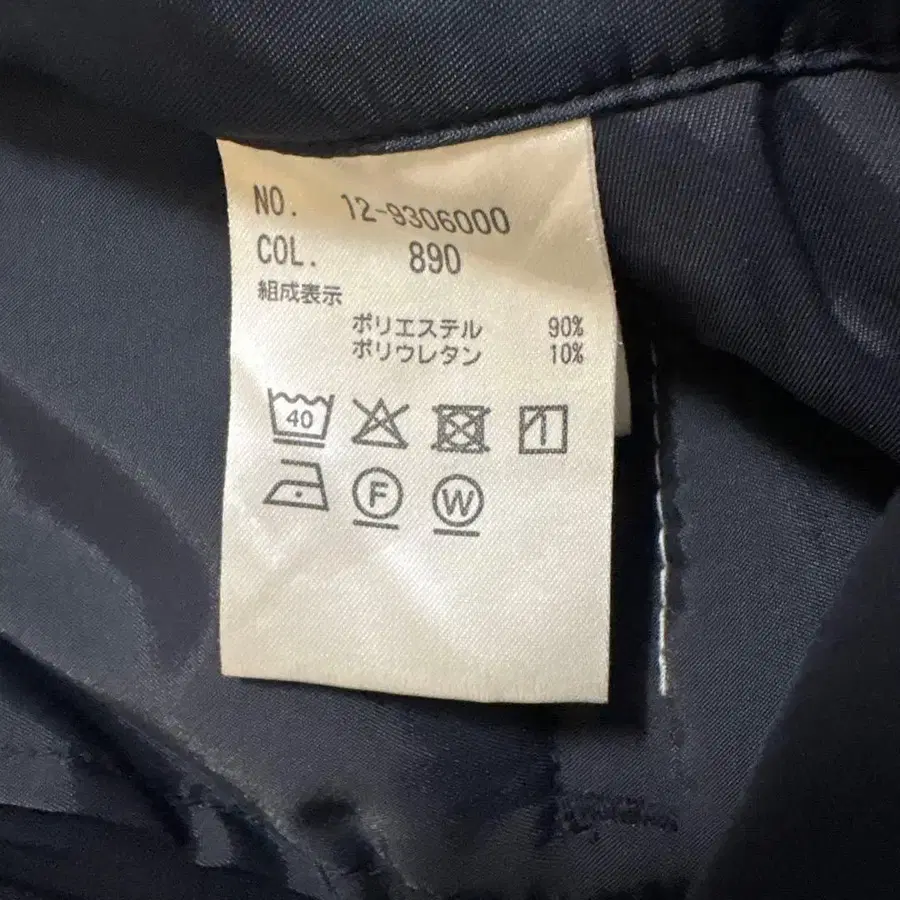 NO. 12-9306000
COL. 890
組成表示
ポリエステル 90%
ポリウレタン 10%
40
F W